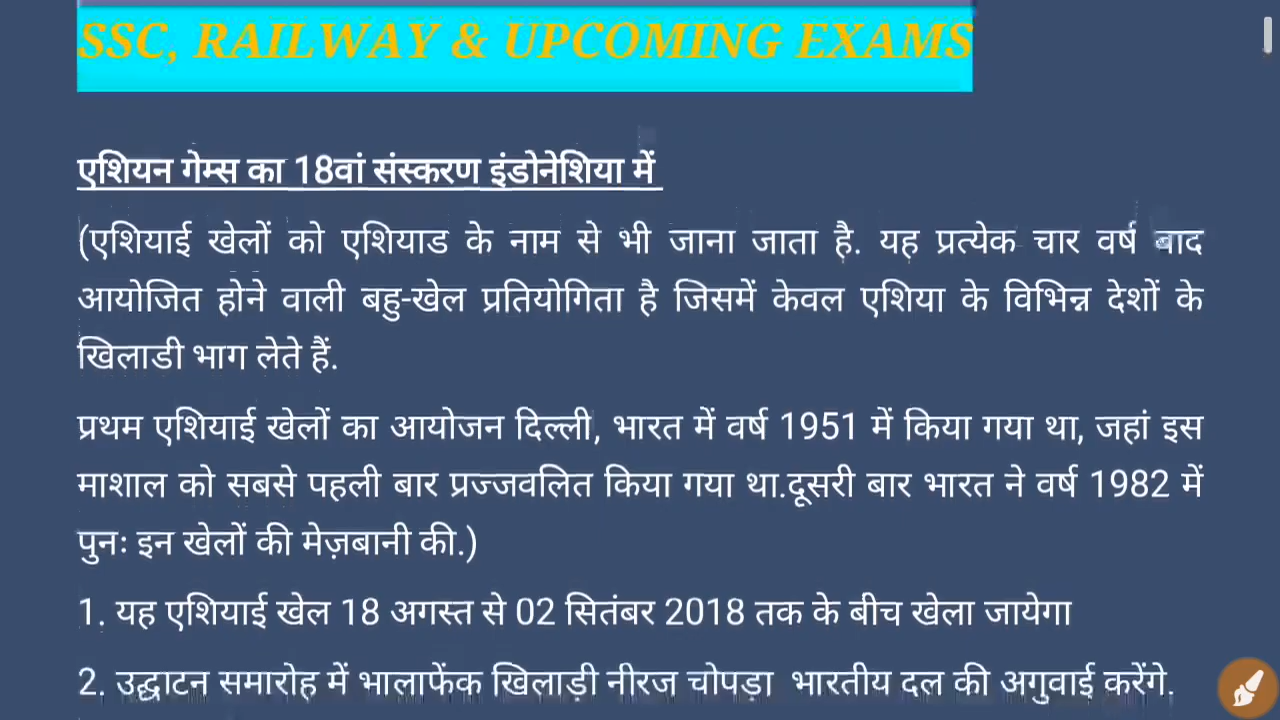 SSC, RAILWAY & UPCOMING EXAMS
एशियन गेम्स का 18वां संस्करण इंडोनेशिया में
(एशियाई खेलों को एशियाड के नाम से भी जाना जाता है. यह प्रत्येक चार वर्ष बाद
आयोजित होने वाली बहु-खेल प्रतियोगिता है जिसमें केवल एशिया के विभिन्न देशों के
खिलाडी भाग लेते हैं.
प्रथम एशियाई खेलों का आयोजन दिल्ली, भारत में वर्ष 1951 में किया गया था, जहां इस
माशाल को सबसे पहली बार प्रज्जवलित किया गया था.दूसरी बार भारत ने वर्ष 1982 में
पुनः इन खेलों की मेज़बानी की.)
1. यह एशियाई खेल 18 अगस्त से 02 सितंबर 2018 तक के बीच खेला जायेगा
2. उद्घाटन समारोह में भालाफेंक खिलाड़ी नीरज चोपड़ा भारतीय दल की अगुवाई करेंगे.